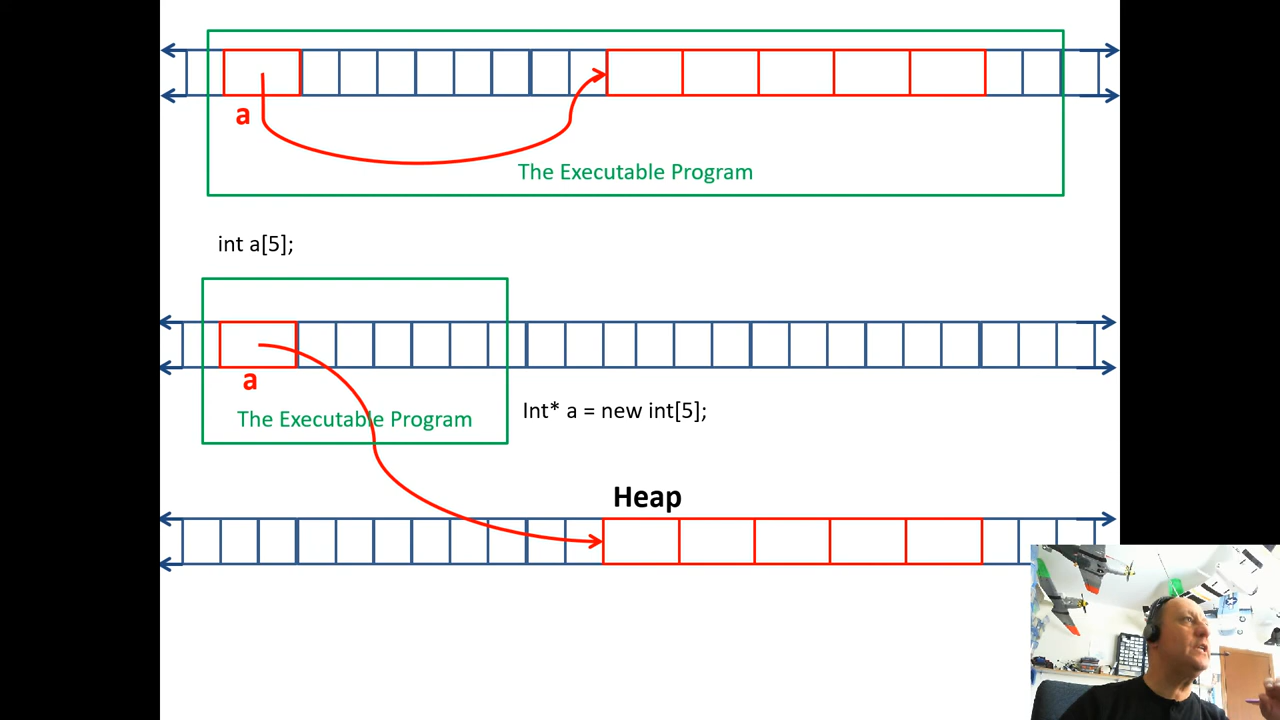 a
The Executable Program
int a[5];
a
The Executable Program
Int* a = new int[5];
Heap